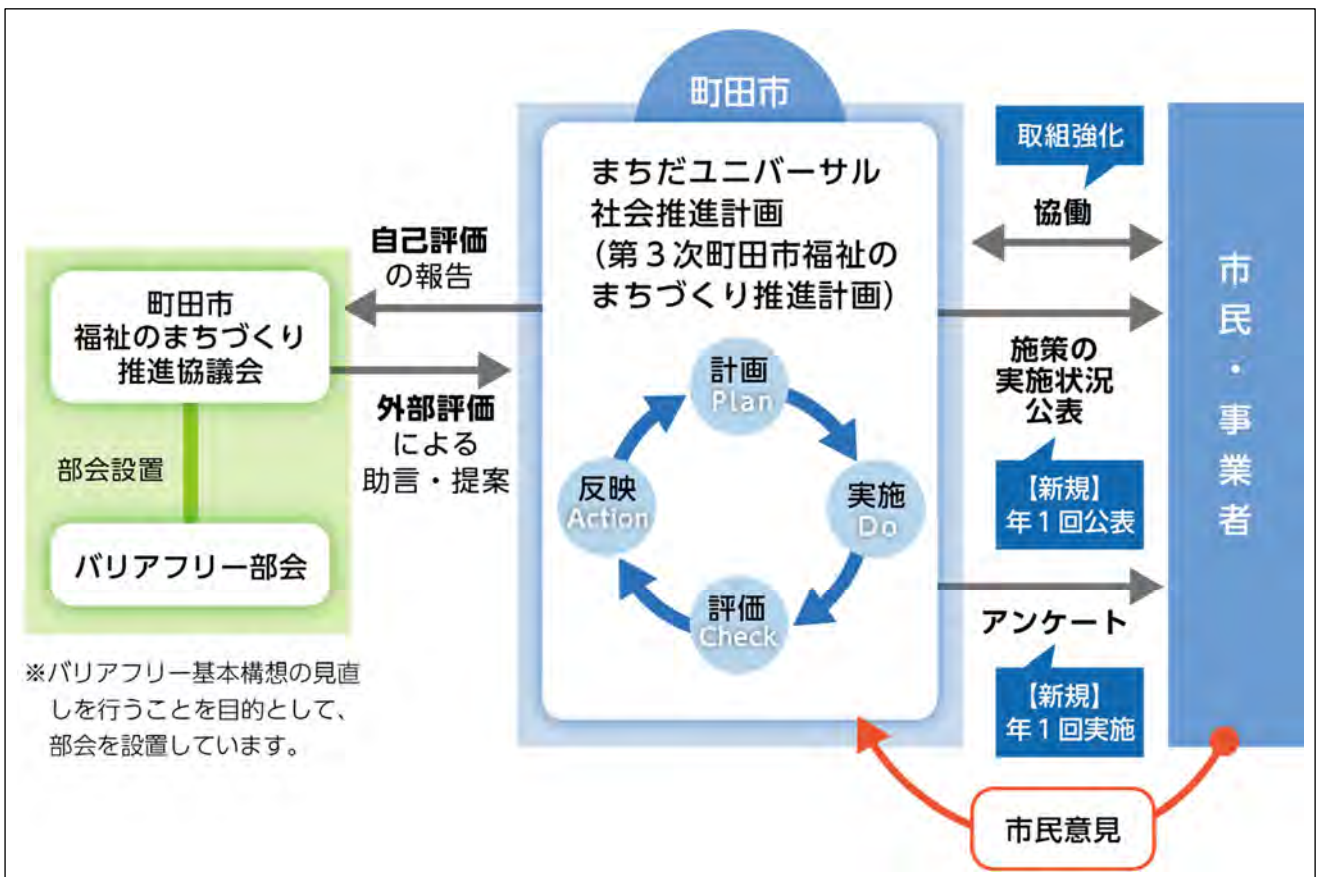 町田市
まちだユニバーサル
社会推進計画
(第3次町田市福祉の
まちづくり推進計画)
計画
Plan
実施
Do
評価
Check
反映
Action
自己評価
の報告
外部評価
による
助言・提案
町田市
福祉のまちづくり
推進協議会
部会設置
バリアフリー部会
※バリアフリー基本構想の見直
しを行うことを目的として、
部会を設置しています。
取組強化
協働
施策の
実施状況
公表
【新規】
年1回公表
アンケート
【新規】
年1回実施
市民・事業者
市民意見